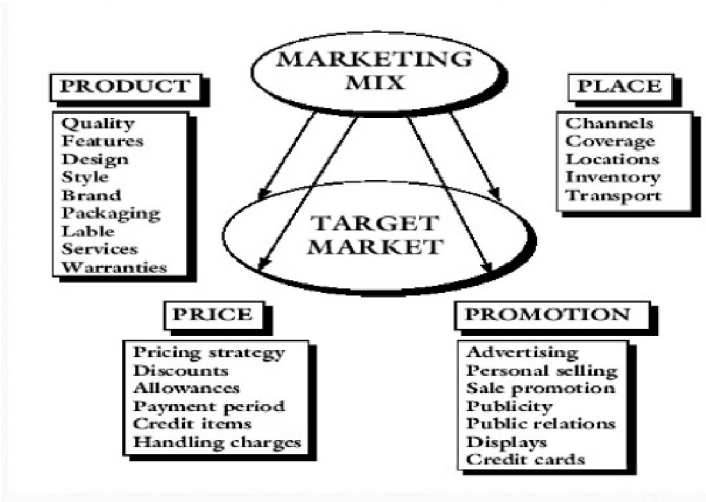 MARKETING
MIX
PRODUCT
Quality
Features
Design
Style
Brand
Packaging
Lable
Services
Warranties
PLACE
Channels
Coverage
Locations
Inventory
Transport
TARGET
MARKET
PRICE
Pricing strategy
Discounts
Allowances
Payment period
Credit items
Handling charges
PROMOTION
Advertising
Personal selling
Sale promotion
Publicity
Public relations
Displays
Credit cards